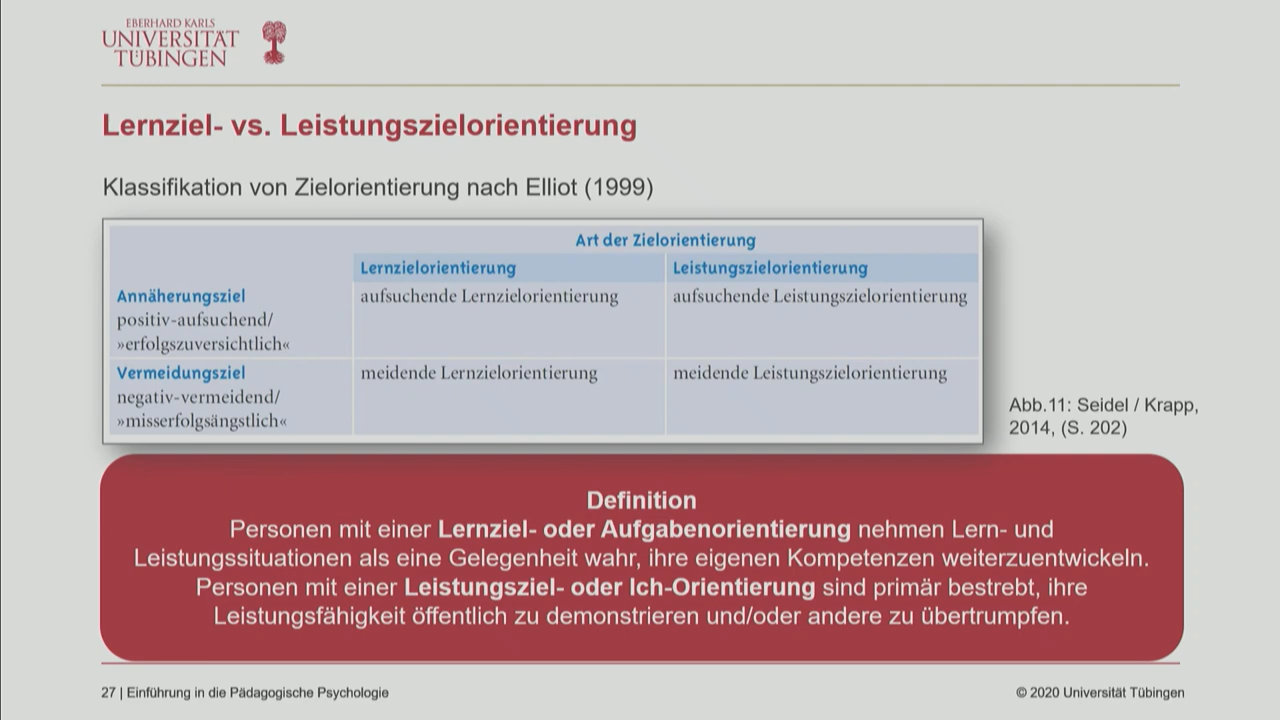 EBERHARD KARLS
UNIVERSITÄT
TÜBINGEN
Lernziel- vs. Leistungszielorientierung
Klassifikation von Zielorientierung nach Elliot (1999)
Art der Zielorientierung
Lernzielorientierung Leistungszielorientierung
Annäherungsziel aufsuchende Lernzielorientierung aufsuchende Leistungszielorientierung
positiv-aufsuchend/
»erfolgszuversichtlich«
Vermeidungsziel meidende Lernzielorientierung meidende Leistungszielorientierung
negativ-vermeidend/
»misserfolgsängstlich«
Abb.11: Seidel / Krapp,
2014, (S. 202)
Definition
Personen mit einer Lernziel- oder Aufgabenorientierung nehmen Lern- und
Leistungssituationen als eine Gelegenheit wahr, ihre eigenen Kompetenzen weiterzuentwickeln.
Personen mit einer Leistungsziel- oder Ich-Orientierung sind primär bestrebt, ihre
Leistungsfähigkeit öffentlich zu demonstrieren und/oder andere zu übertrumpfen.
27 | Einführung in die Pädagogische Psychologie
© 2020 Universität Tübingen